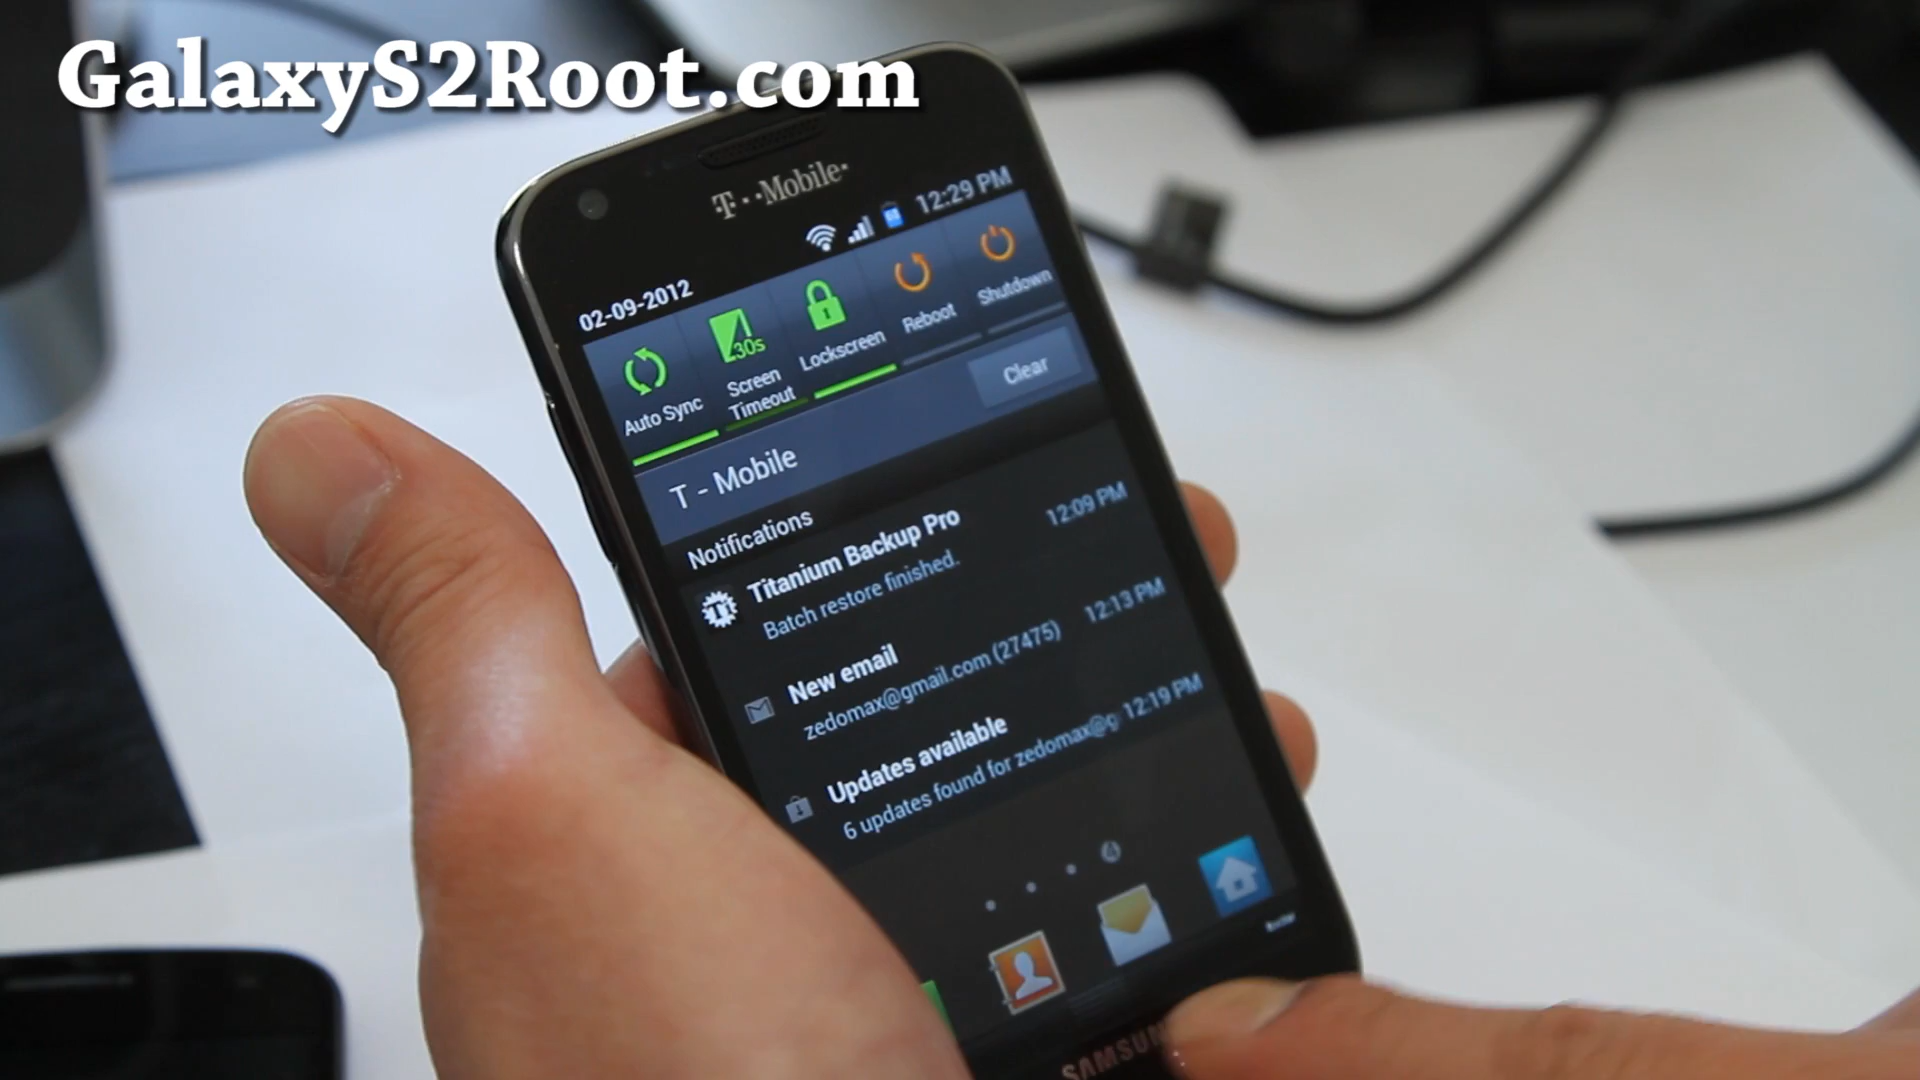 GalaxyS2Root.com
T··Mobile·
12:29 PM
02-09-2012
30s
Auto Sync
Screen
Timeout
Lockscreen
Reboot
Shutdown
T - Mobile
Clear
Notifications
Ti
Titanium Backup Pro
12:09 PM
Batch restore finished.
New email
12:13 PM
zedomax@gmail.com (27475)
Updates available
12:19 PM
6 updates found for zedomax@g
SAMSUN